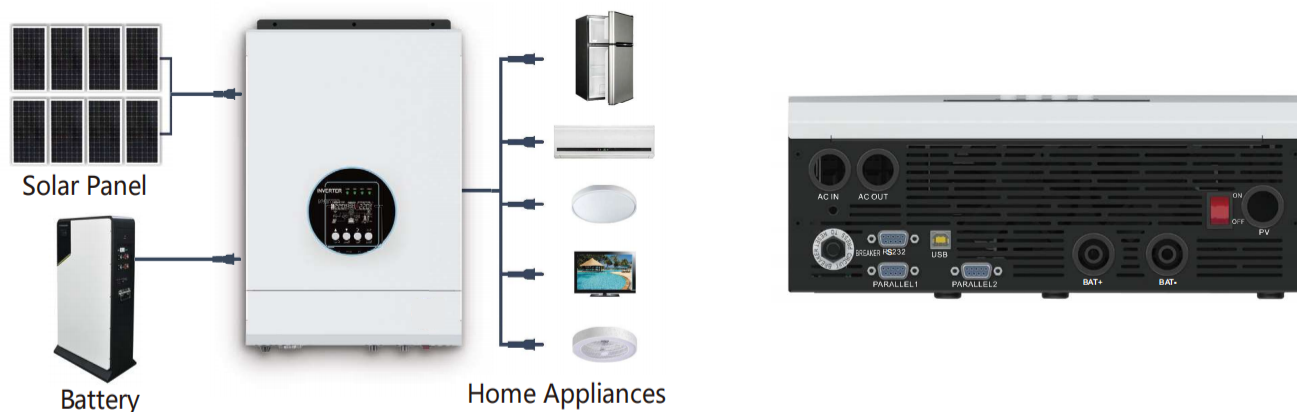 Solar Panel
Battery
INVERTER
Home Appliances
AC IN
AC OUT
ON
OFF
PV
BREAKER
RS232
USB
PARALLEL1
PARALLEL2
BAT+
BAT-